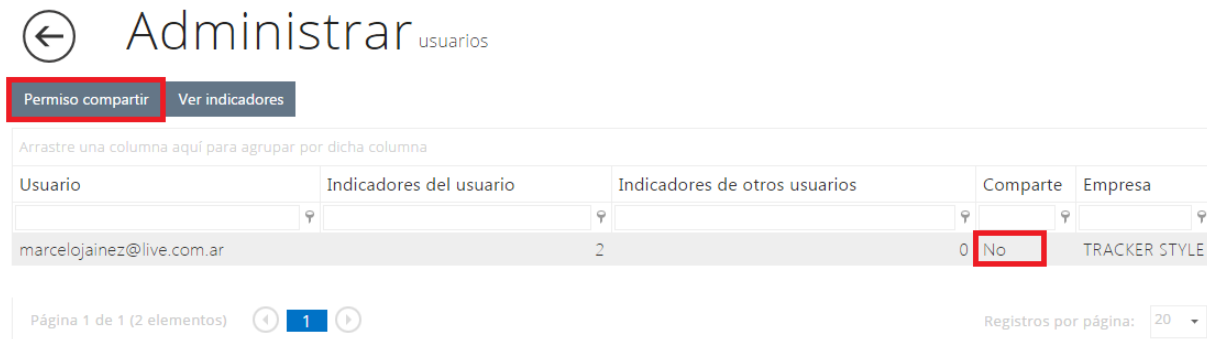 Administrar usuarios
Permiso compartir Ver indicadores
Arrastre una columna aquí para agrupar por dicha columna
Usuario Indicadores del usuario Indicadores de otros usuarios Comparte Empresa
marcelojainez@live.com.ar 2 0 No TRACKER STYLE
Página 1 de 1 (2 elementos) 1 Registros por página: 20